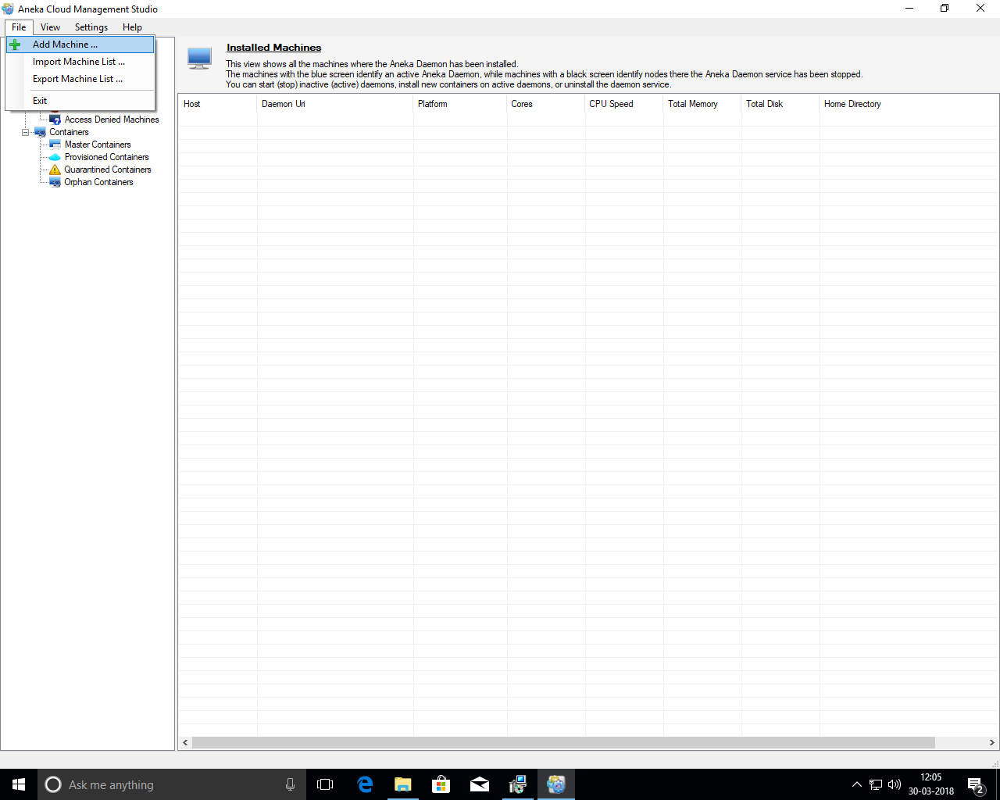 Aneka Cloud Management Studio
File View Settings Help
Add Machine ...
Import Machine List ...
Export Machine List ...
Exit
Access Denied Machines
Containers
Master Containers
Provisioned Containers
Quarantined Containers
Orphan Containers
Installed Machines
This view shows all the machines where the Aneka Daemon has been installed.
The machines with the blue screen identify an active Aneka Daemon, while machines with a black screen identify nodes there the Aneka Daemon service has been stopped.
You can start (stop) inactive (active) daemons, install new containers on active daemons, or uninstall the daemon service.
Host Daemon Uri Platform Cores CPU Speed Total Memory Total Disk Home Directory
Ask me anything
12:05
30-03-2018
2